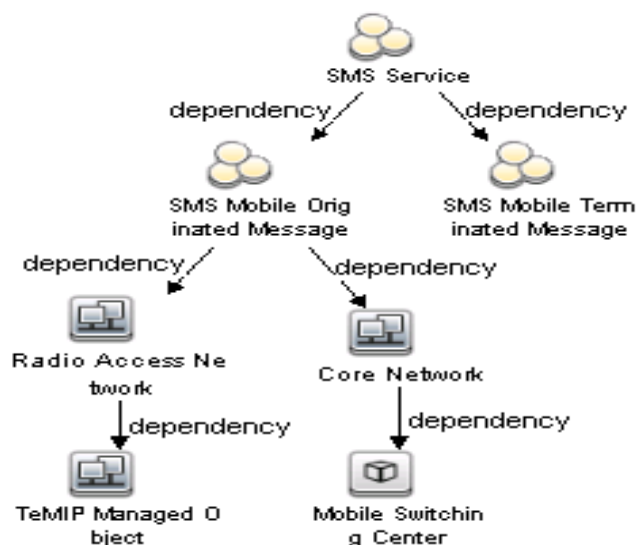 SMS Service
dependency
dependency
SMS Mobile Orig
inated Message
SMS Mobile Term
inated Message
dependency
dependency
Radio Access Ne
twork
Core Network
dependency
dependency
TeMIP Managed O
bject
Mobile Switchin
g Center